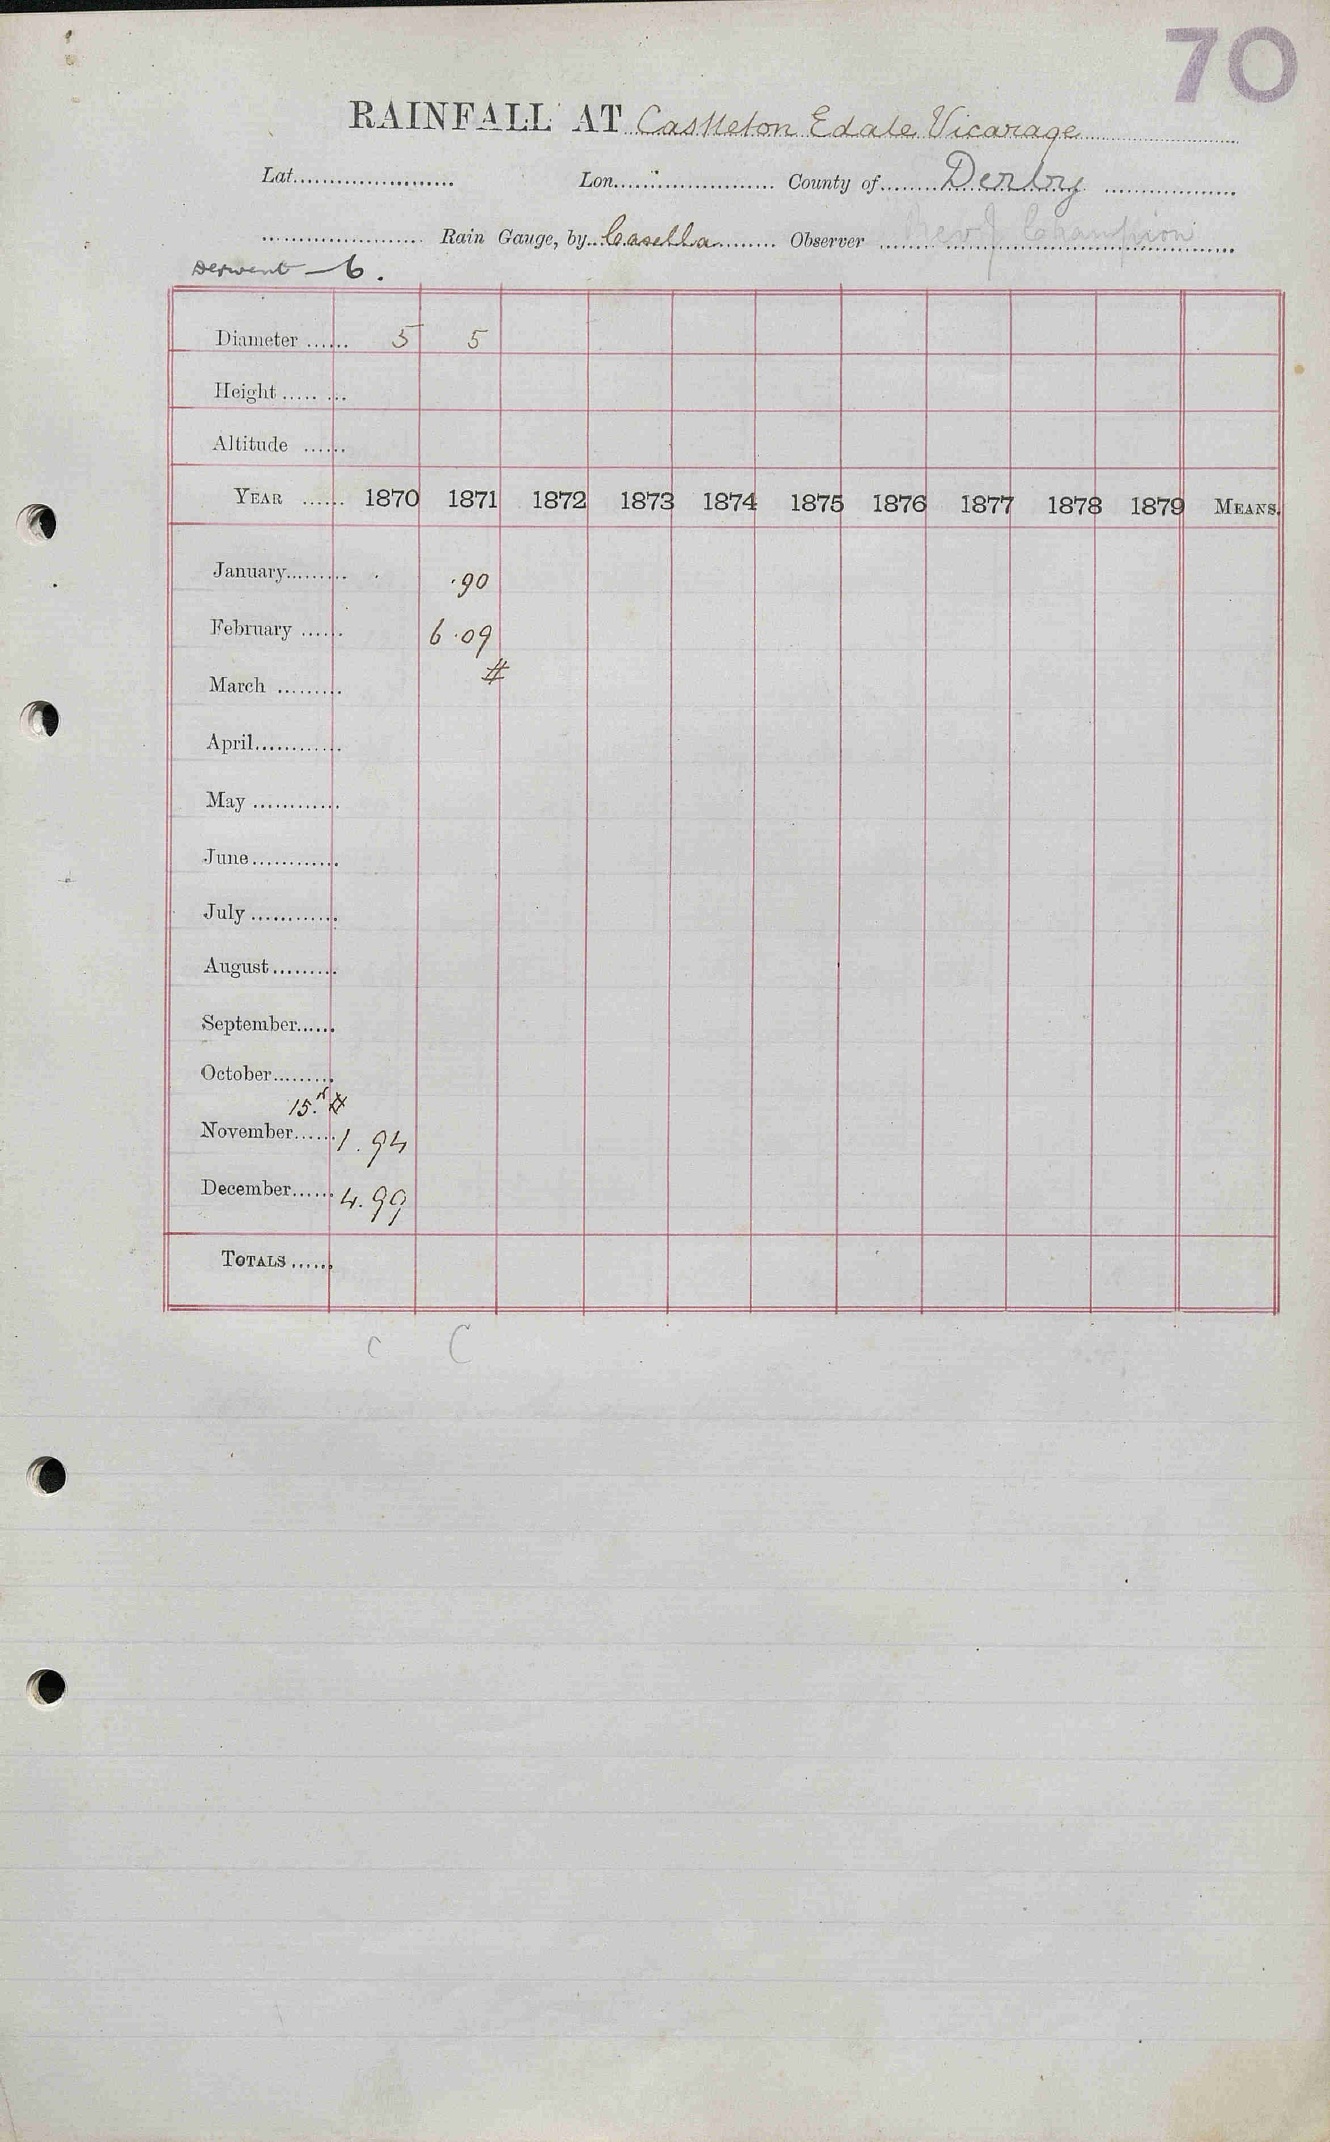 70
RAINFALL AT Castleton Edale Vicarage
Lat. Lon. County of Derby
Rain Gauge, by Casella Observer Rev J Champion
Derwent — 6.
Diameter 5 5
Height
Altitude
YEAR 1870 1871 1872 1873 1874 1875 1876 1877 1878 1879 MEANS.
January .90
February 6.09
#
March
April
May
June
July
August
September
October
15. #
November 1.94
December 4.99
TOTALS
C C